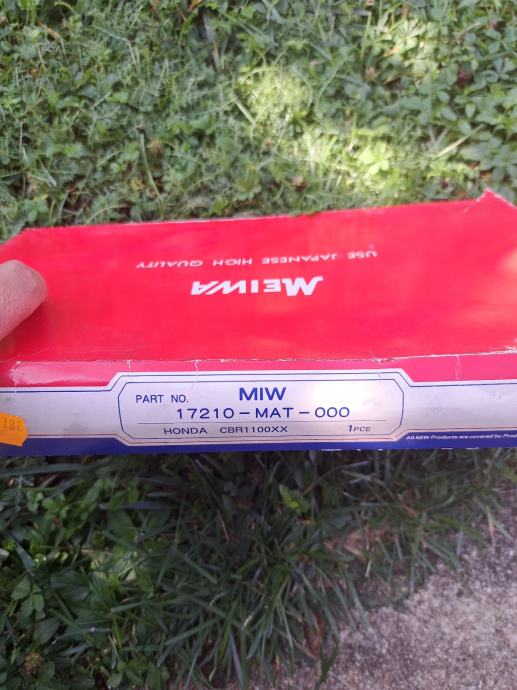 USE JAPANESE HIGH QUALITY
MEIWA
PART NO. MIW
17210-MAT-000
HONDA CBR1100XX 1PCE
All MIW Products are covered by